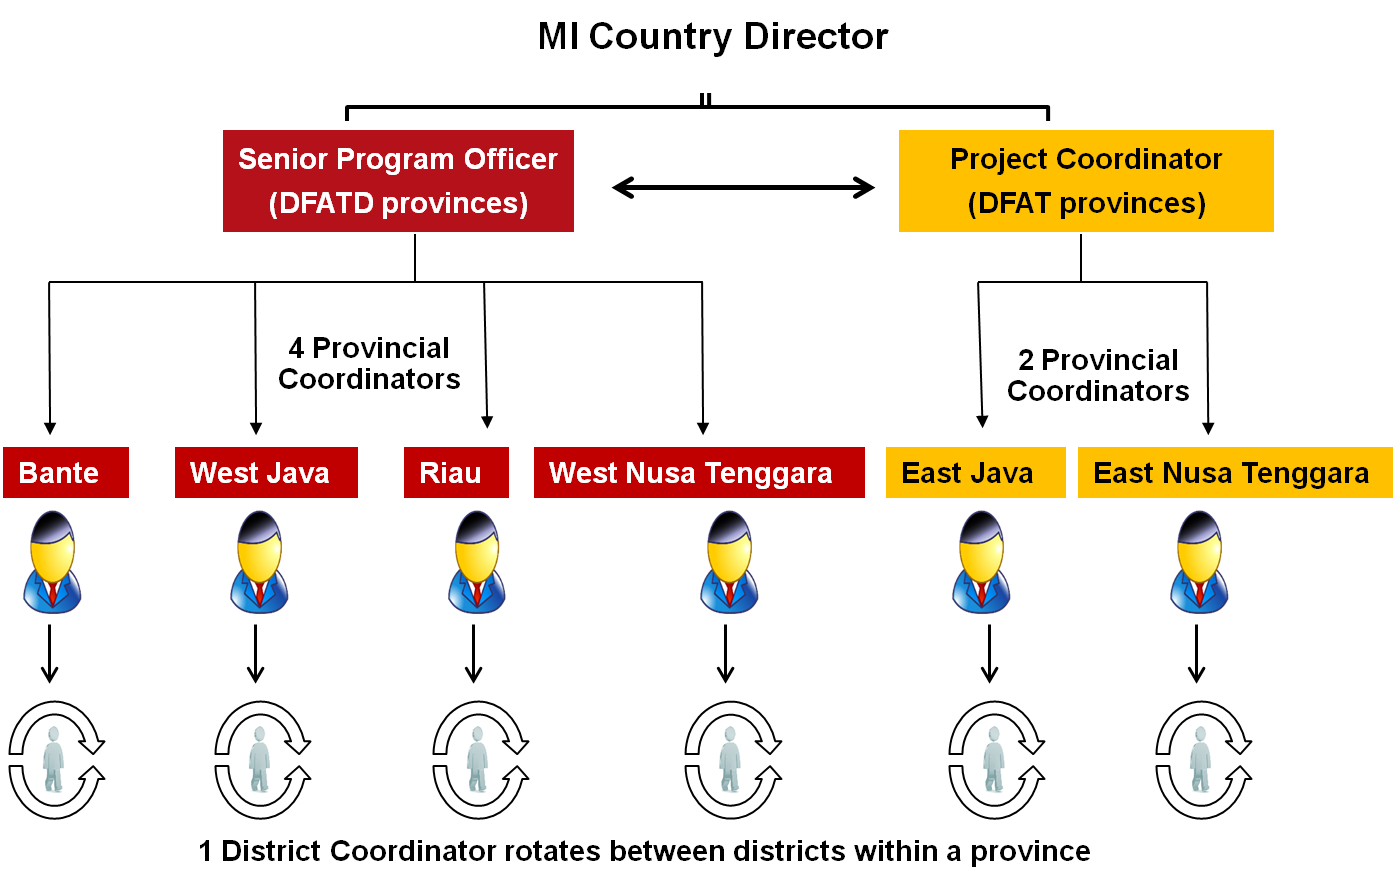 MI Country Director
Senior Program Officer
(DFATD provinces)
Project Coordinator
(DFAT provinces)
4 Provincial
Coordinators
2 Provincial
Coordinators
Bante
West Java
Riau
West Nusa Tenggara
East Java
East Nusa Tenggara
1 District Coordinator rotates between districts within a province